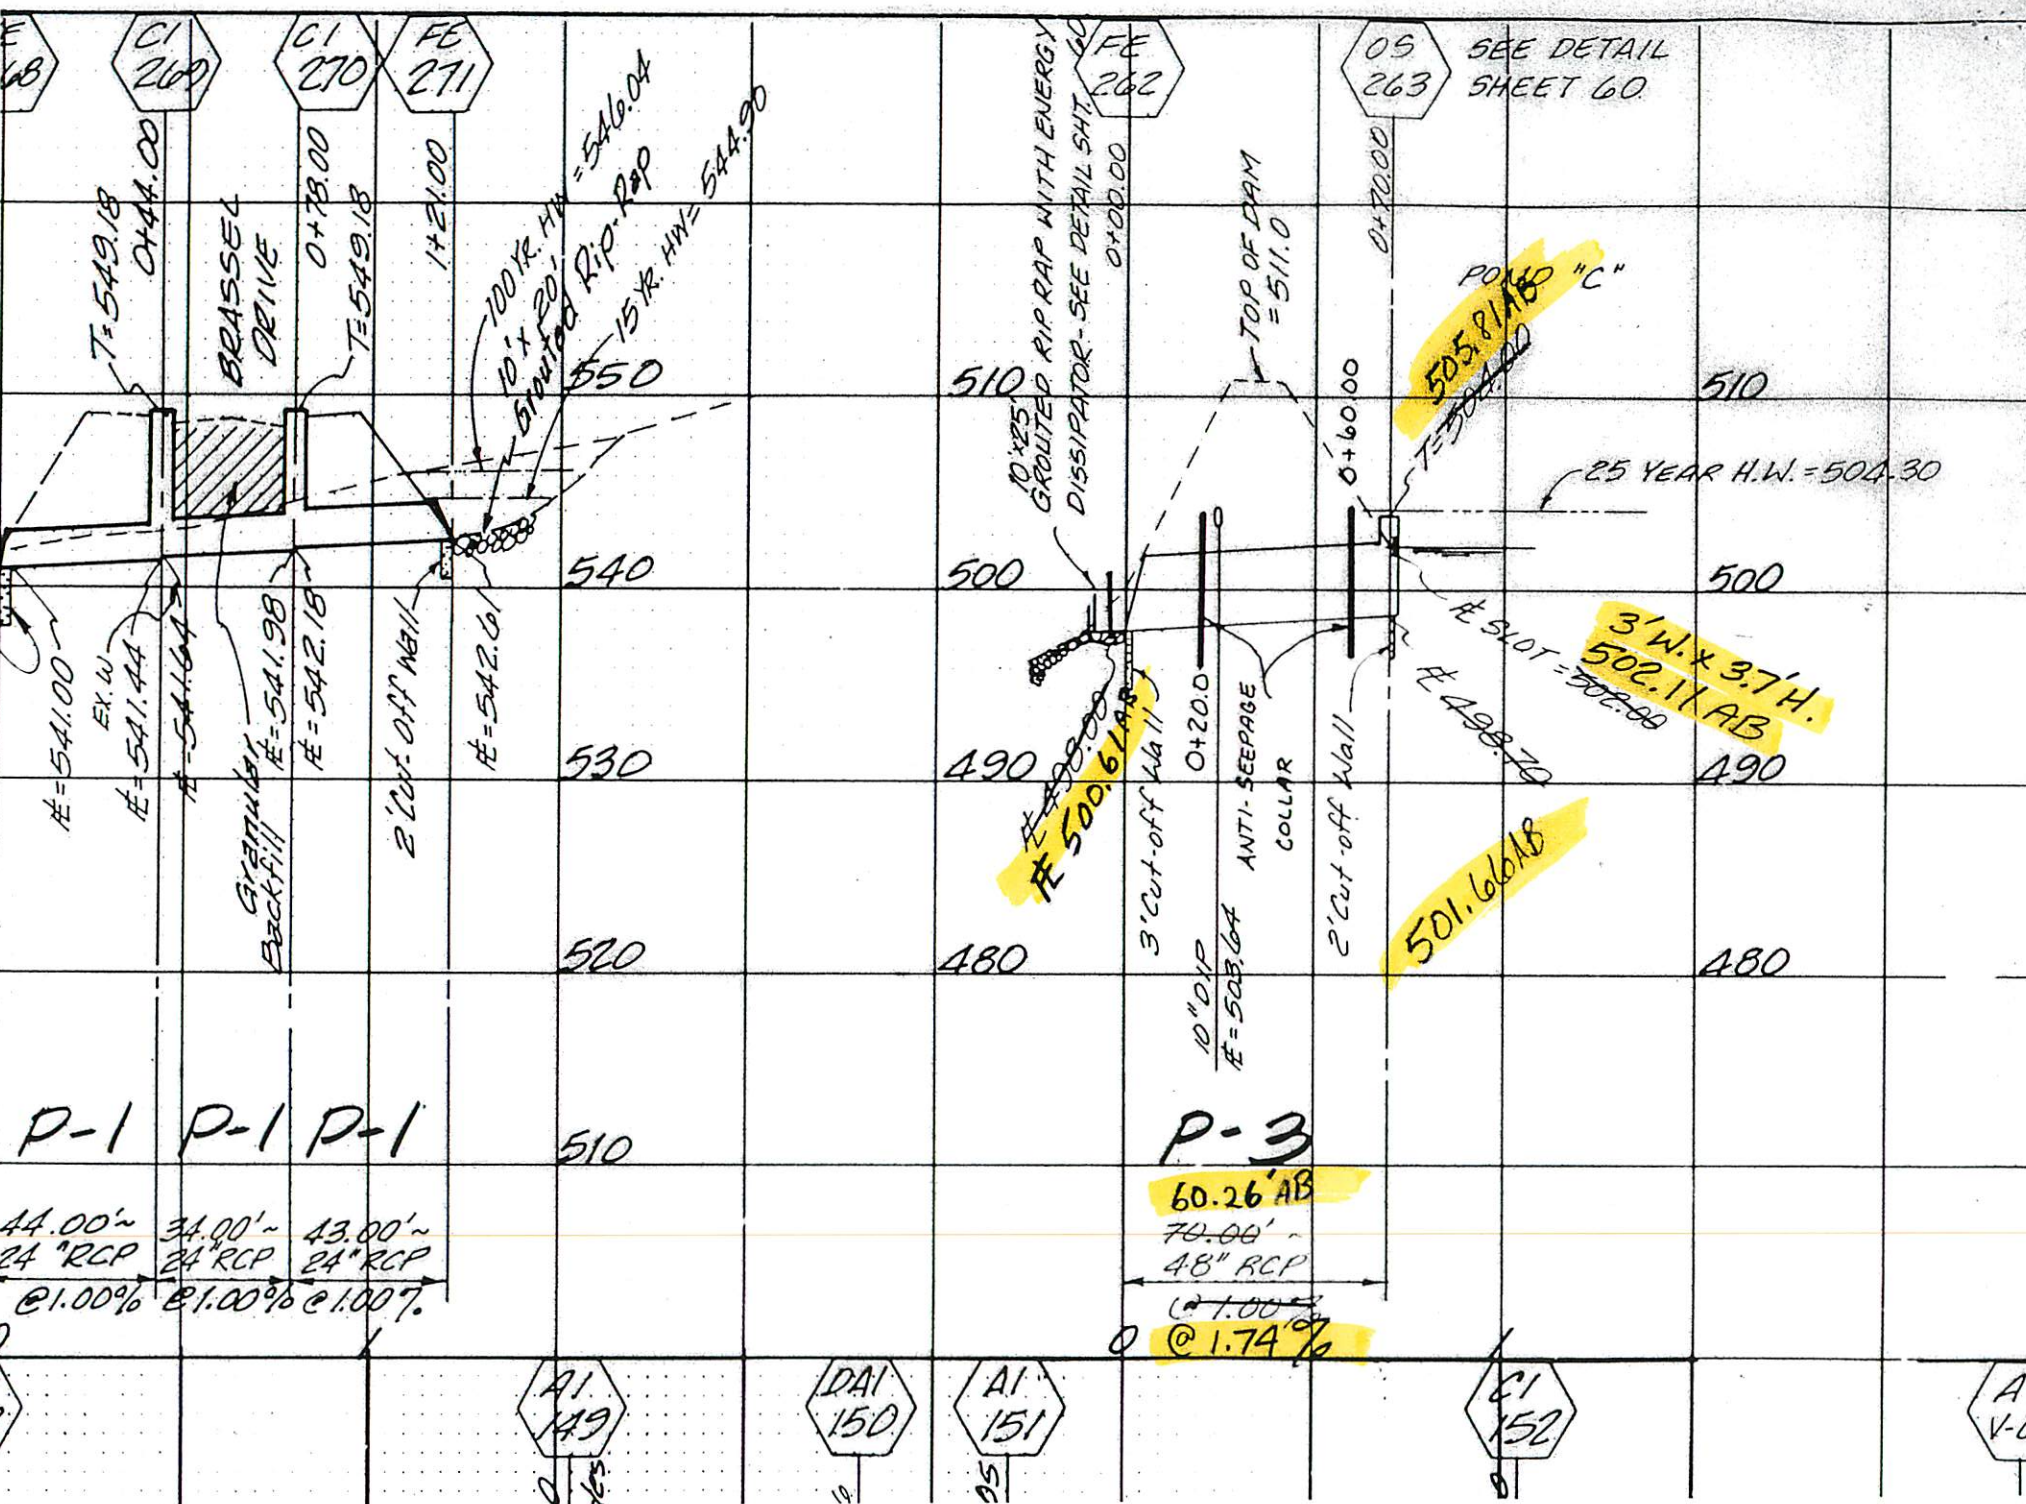 CI
269
CI
270
FE
271
T=549.18
0+44.00
BRASSEL
DRIVE
0+78.00
T=549.18
1+21.00
100 YR. HW = 546.04
10' x 20'
Grouted Rip-Rap
15 YR. HW = 544.90
550
540
530
520
510
℄=541.00
EX. W
℄=541.44
℄=541.64
Granular
Backfill
℄=541.98
℄=542.18
2' Cut off Wall
℄=542.61
P-1
P-1
P-1
44.00'~
24" RCP
@1.00%
34.00'~
24" RCP
@1.00%
43.00'~
24" RCP
@1.00%
FE
262
OS
263
SEE DETAIL
SHEET 60
10'x25'
GROUTED RIP RAP WITH ENERGY
DISSIPATOR-SEE DETAIL SHT. 60
0+00.00
TOP OF DAM
=511.0
0+70.00
POND "C"
505.81AB
T=504.00
0+60.00
25 YEAR H.W. = 504.30
510
500
490
480
510
500
490
480
℄ SLOT = 502.00
3'W. x 3.7'H.
502.11 AB
℄ 498.70
501.66AB
℄ 498.00
℄ 500.61AB
3' Cut-off Wall
0+20.0
ANTI-SEEPAGE
COLLAR
2' Cut-off Wall
10" DIP
℄=503.64
P-3
60.26'AB
70.00' ~
48" RCP
@ 1.00%
@ 1.74%
0
1
1
AI
149
DAI
150
AI
151
CI
152